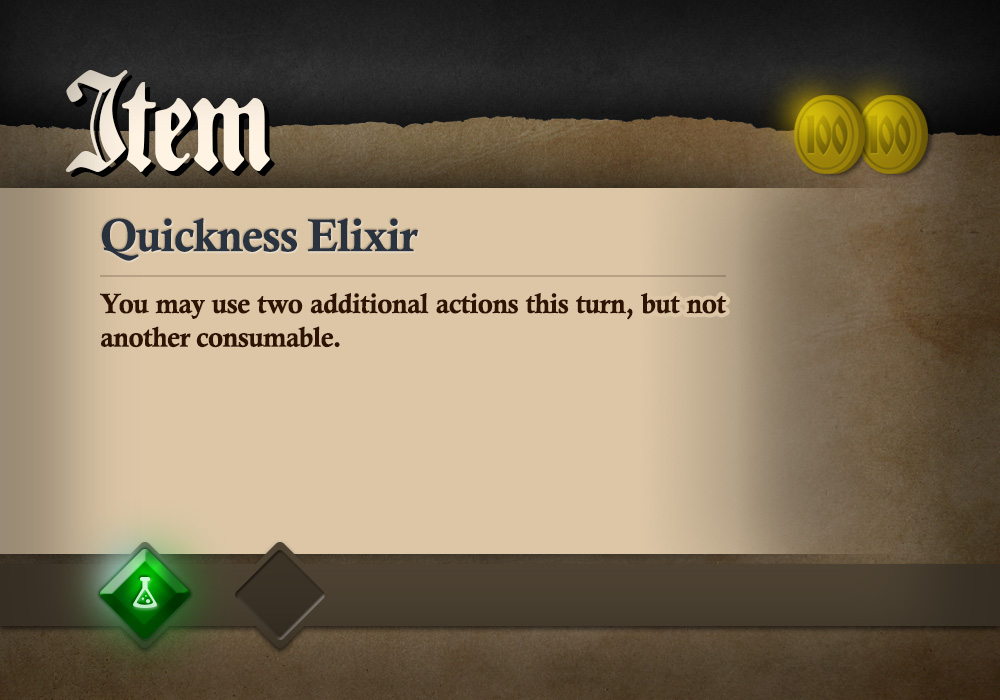 Item
100 100
Quickness Elixir
You may use two additional actions this turn, but not
another consumable.